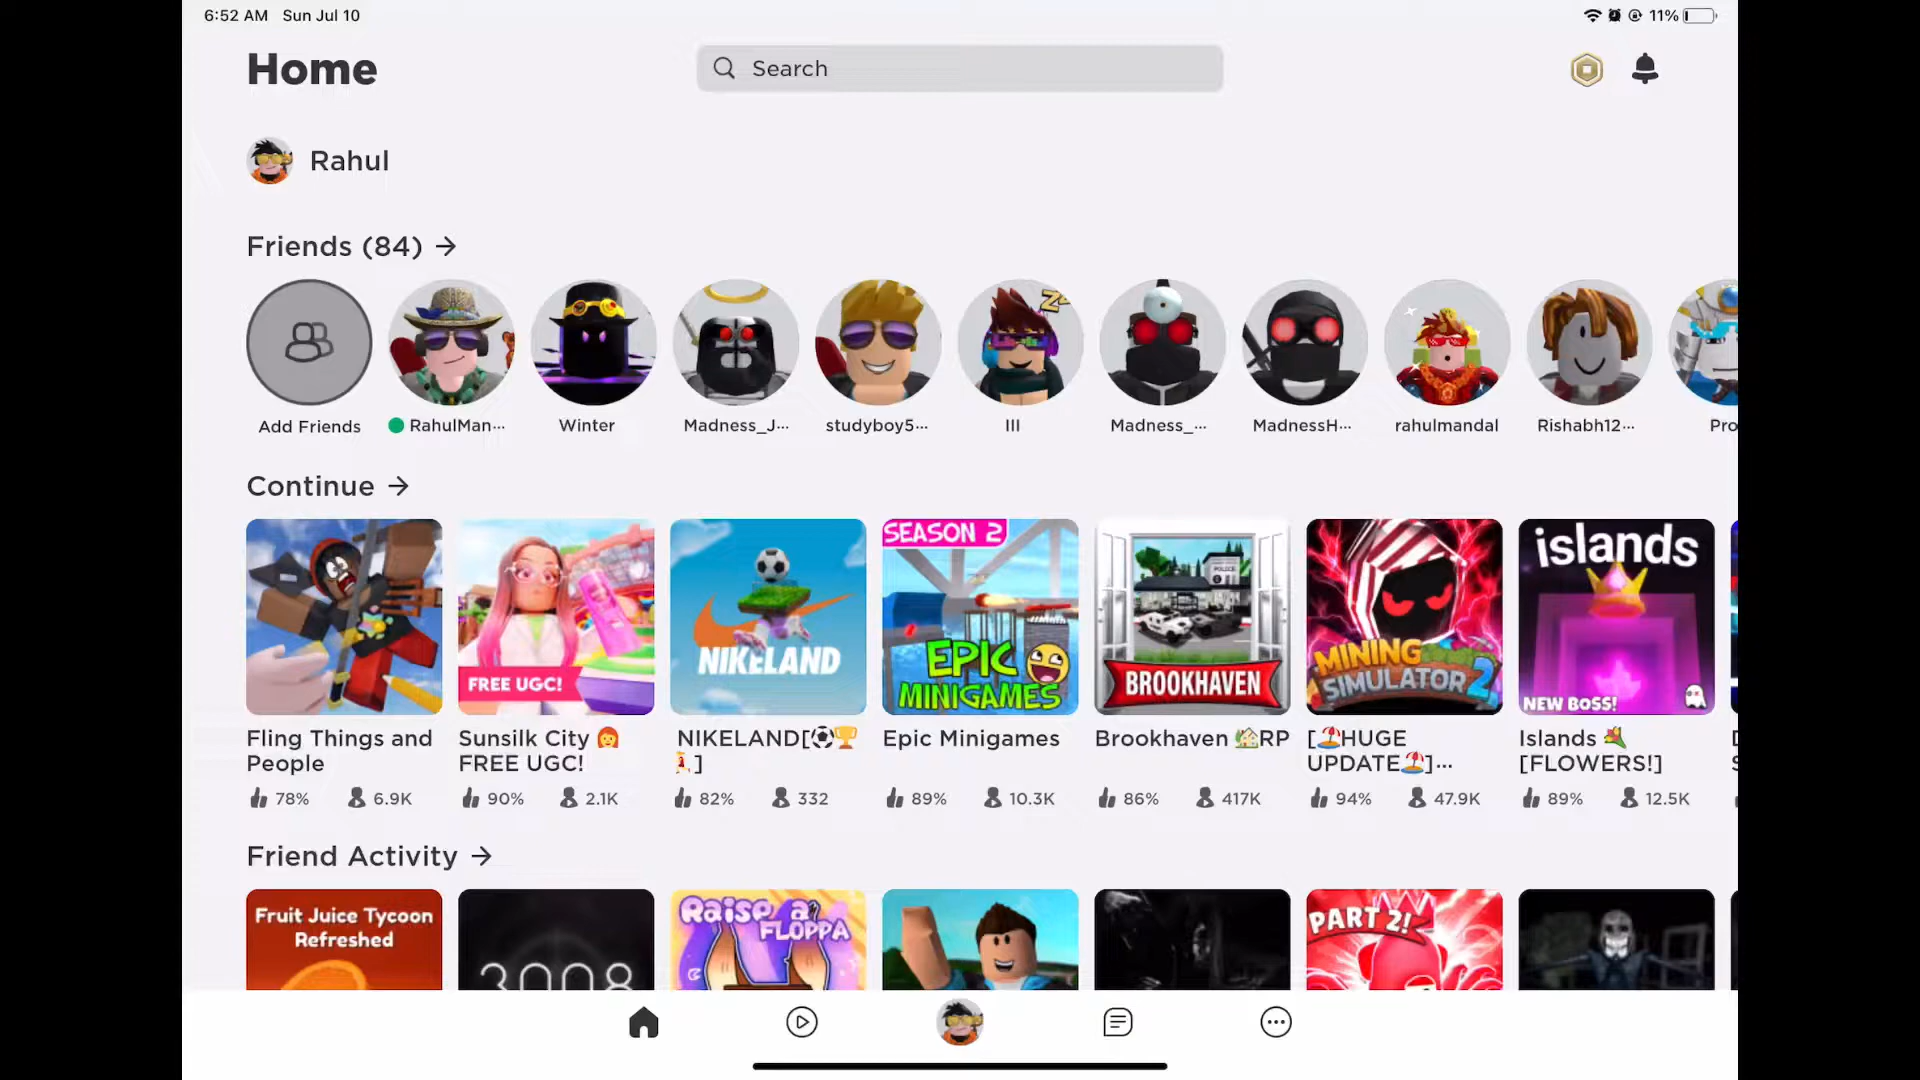 6:52 AM Sun Jul 10
11%
Home
Search
Rahul
Friends (84) →
Add Friends
RahulMan...
Winter
Madness_J...
studyboy5...
III
Madness_...
MadnessH...
rahulmandal
Rishabh12...
Pro
Continue →
FREE UGC!
NIKELAND
SEASON 2
EPIC
MINIGAMES
POLICE
BROOKHAVEN
MINING
SIMULATOR 2
islands
NEW BOSS!
Fling Things and
People
Sunsilk City 👩‍🦰
FREE UGC!
NIKELAND[⚽🏆
🏃]
Epic Minigames
Brookhaven 🏡RP
[🏖️HUGE
UPDATE🏖️]...
Islands 💐
[FLOWERS!]
78% 6.9K
90% 2.1K
82% 332
89% 10.3K
86% 417K
94% 47.9K
89% 12.5K
Friend Activity →
Fruit Juice Tycoon
Refreshed
3008
Raise a
FLOPPA
PART 2!